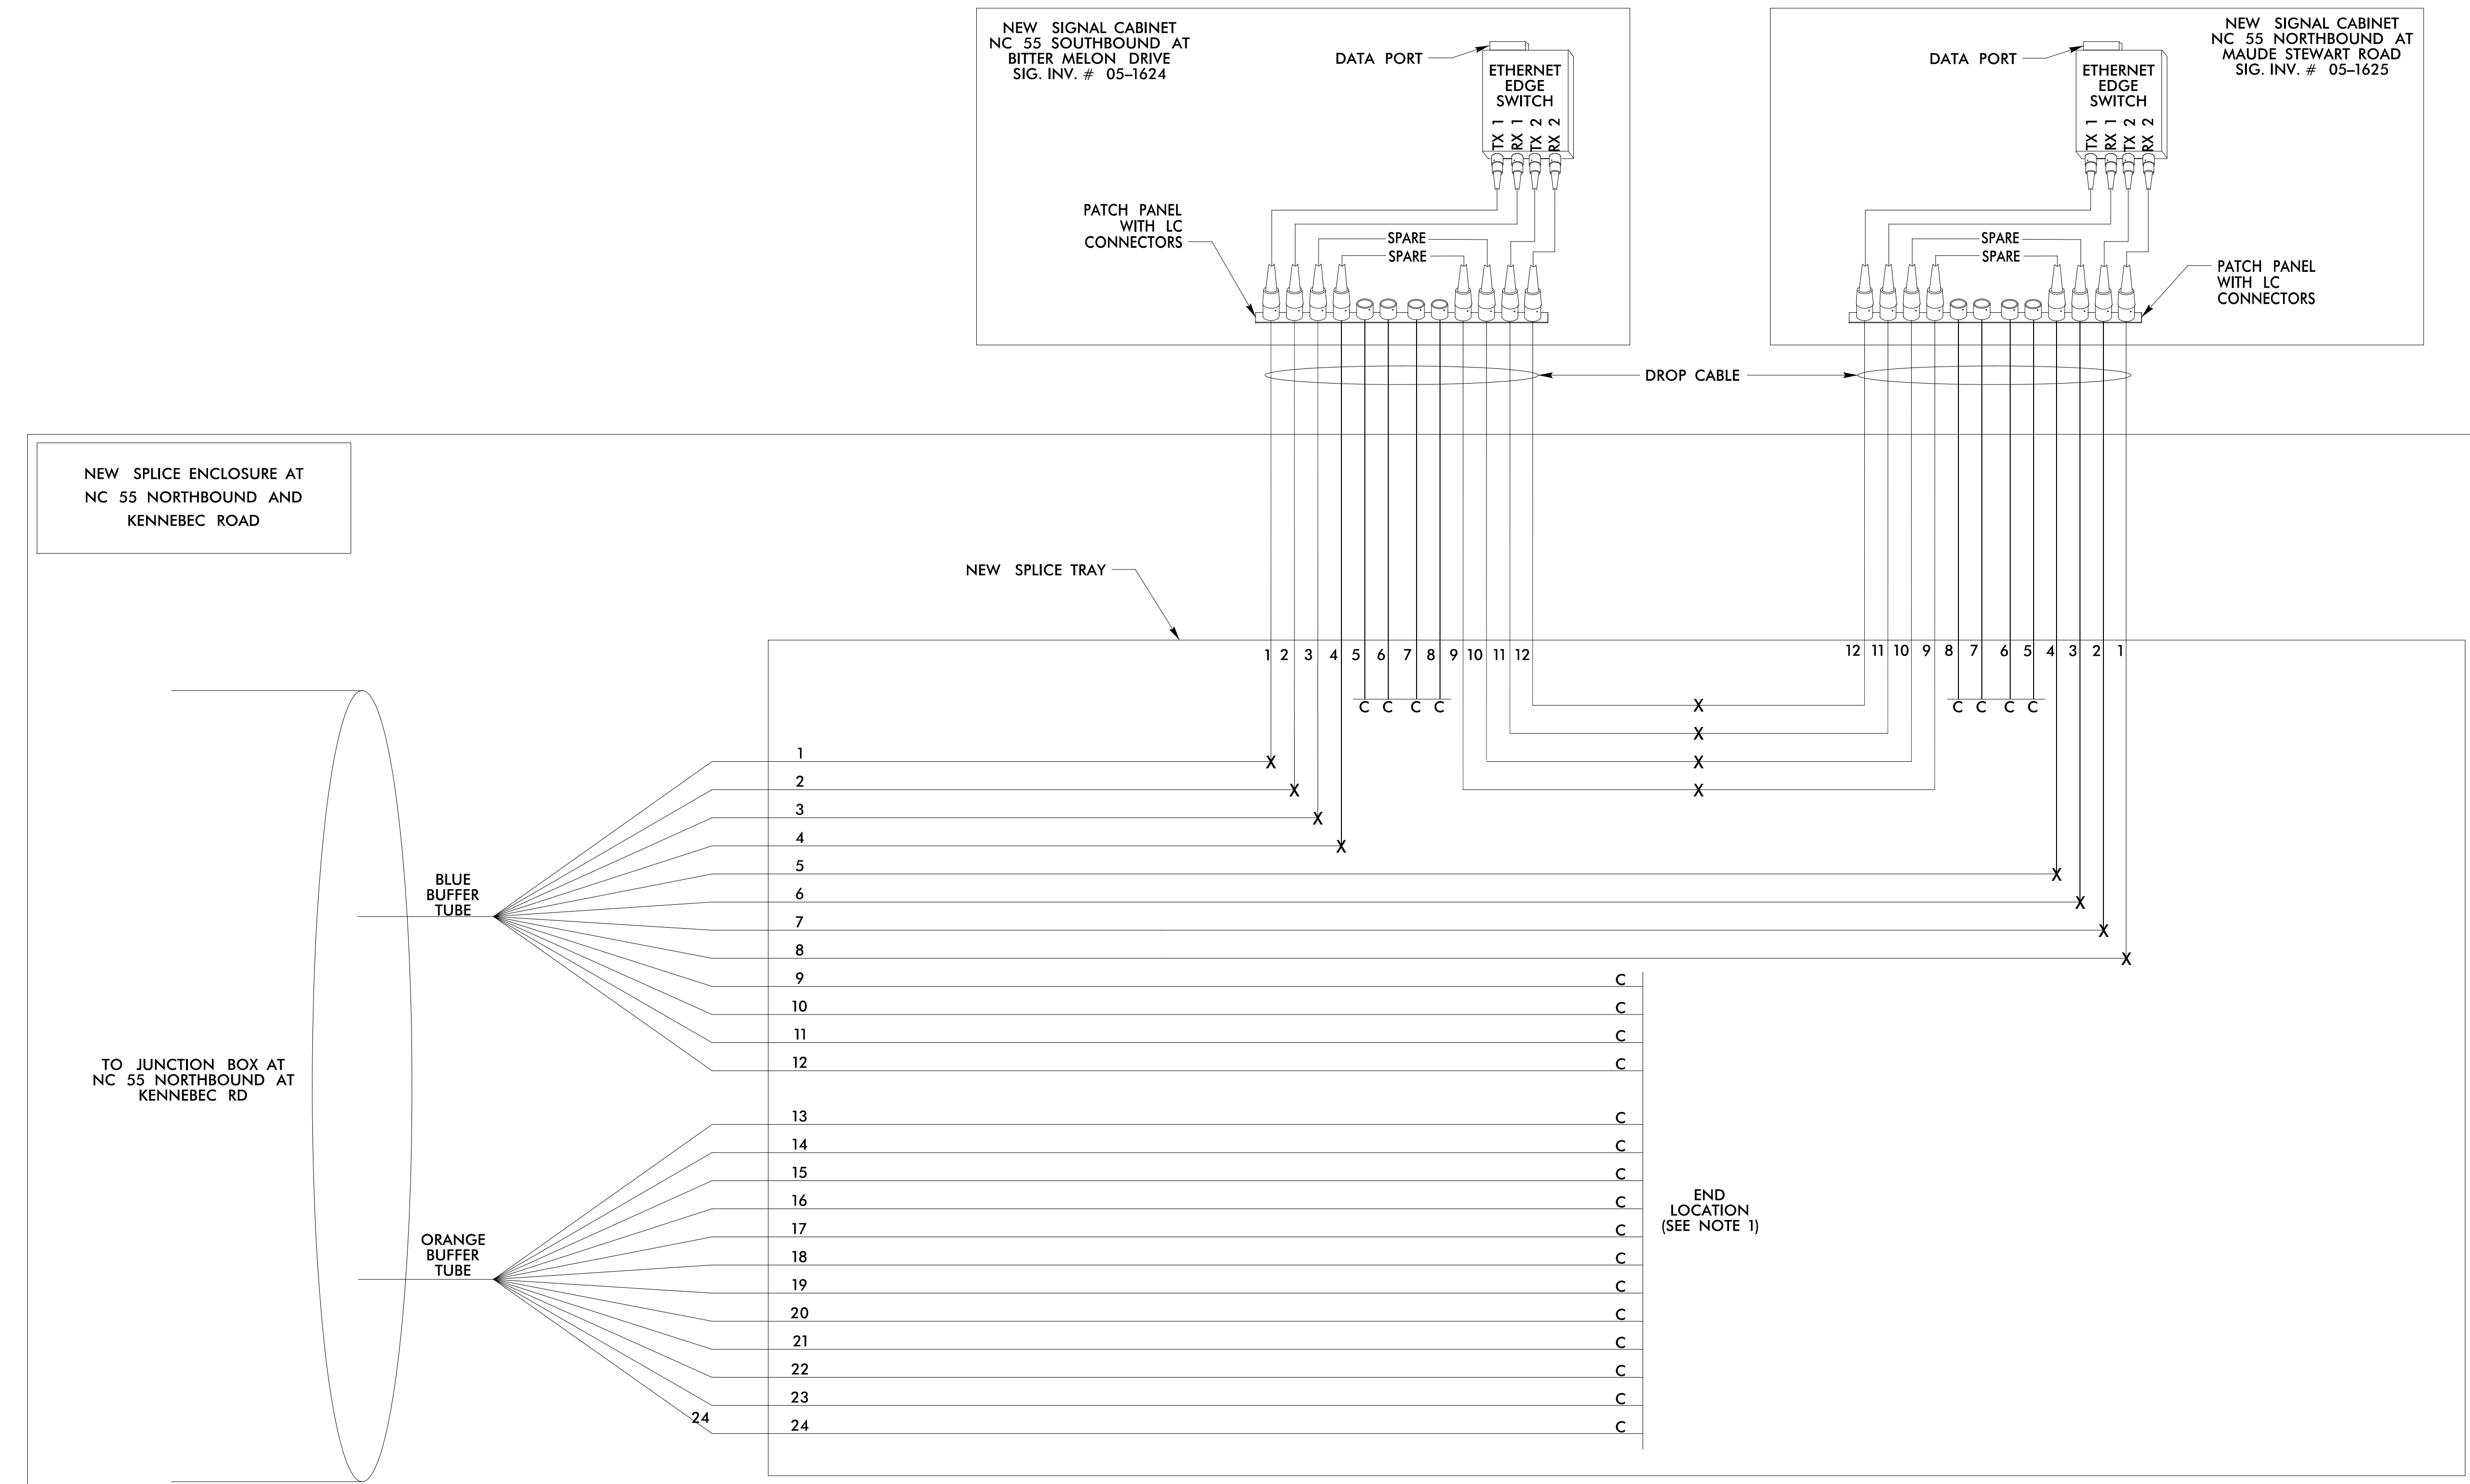 NEW SIGNAL CABINET
NC 55 SOUTHBOUND AT
BITTER MELON DRIVE
SIG. INV. # 05–1624
DATA PORT
ETHERNET
EDGE
SWITCH
TX 1
RX 1
TX 2
RX 2
PATCH PANEL
WITH LC
CONNECTORS
SPARE
SPARE
NEW SIGNAL CABINET
NC 55 NORTHBOUND AT
MAUDE STEWART ROAD
SIG. INV. # 05–1625
DATA PORT
ETHERNET
EDGE
SWITCH
TX 1
RX 1
TX 2
RX 2
SPARE
SPARE
PATCH PANEL
WITH LC
CONNECTORS
DROP CABLE
NEW SPLICE ENCLOSURE AT
NC 55 NORTHBOUND AND
KENNEBEC ROAD
NEW SPLICE TRAY
1 2 3 4 5 6 7 8 9 10 11 12
12 11 10 9 8 7 6 5 4 3 2 1
C C C C
C C C C
X
X
X
X
1 X
2 X
3 X
4 X
5 X
6 X
7 X
8 X
9 C
10 C
11 C
12 C
BLUE
BUFFER
TUBE
TO JUNCTION BOX AT
NC 55 NORTHBOUND AT
KENNEBEC RD
13 C
14 C
15 C
16 C
17 C
18 C
19 C
20 C
21 C
22 C
23 C
24
24 C
ORANGE
BUFFER
TUBE
END
LOCATION
(SEE NOTE 1)